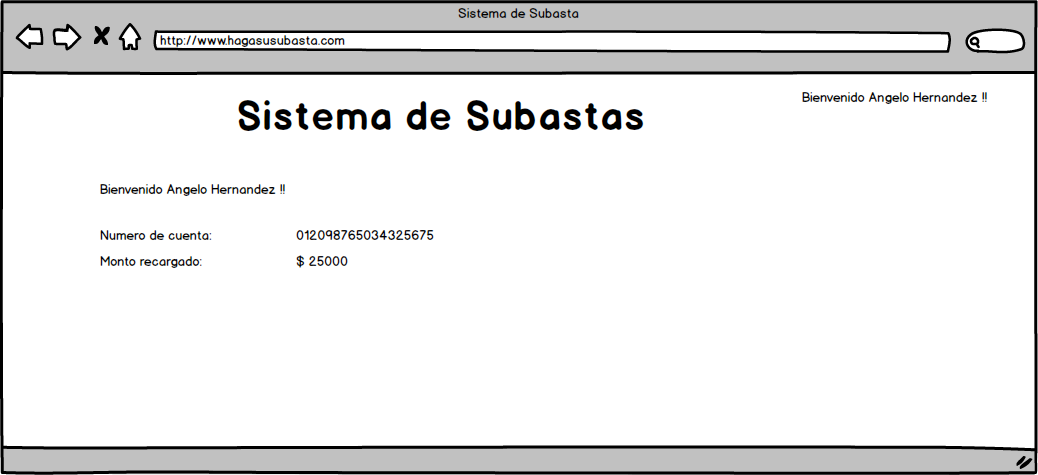 Sistema de Subasta
http://www.hagasusubasta.com
Bienvenido Angelo Hernandez !!
Sistema de Subastas
Bienvenido Angelo Hernandez !!
Numero de cuenta: 012098765034325675
Monto recargado: $ 25000